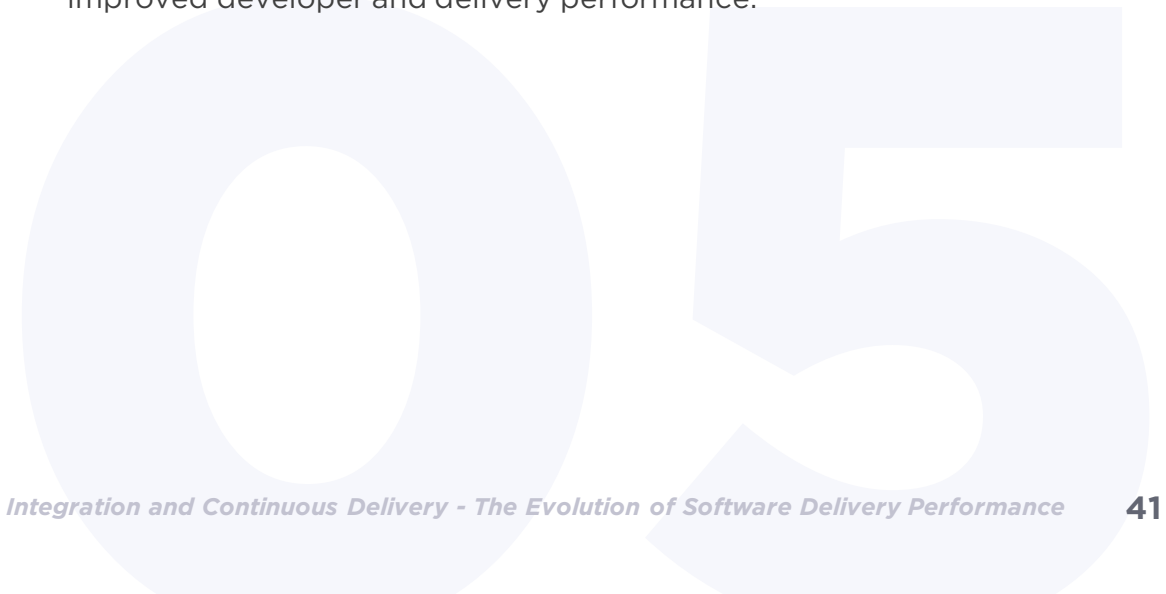 improved developer and delivery performance.
05
Integration and Continuous Delivery - The Evolution of Software Delivery Performance 41